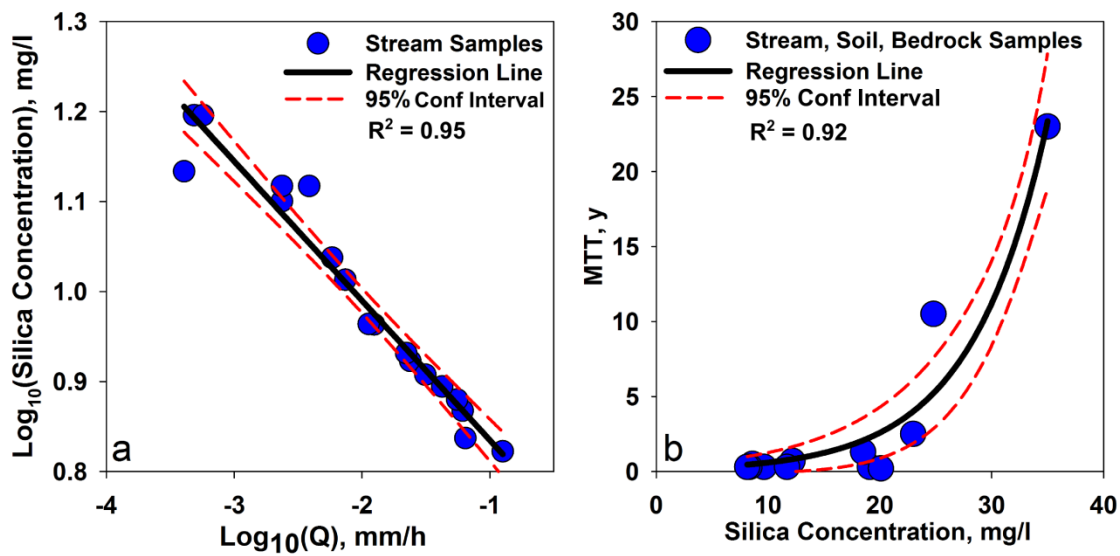 1.3
1.2
1.1
1.0
0.9
0.8
Log10(Silica Concentration), mg/l
Stream Samples
Regression Line
95% Conf Interval
R² = 0.95
a
-4
-3
-2
-1
0
Log10(Q), mm/h
30
25
20
15
10
5
0
MTT, y
Stream, Soil, Bedrock Samples
Regression Line
95% Conf Interval
R² = 0.92
b
0
10
20
30
40
Silica Concentration, mg/l